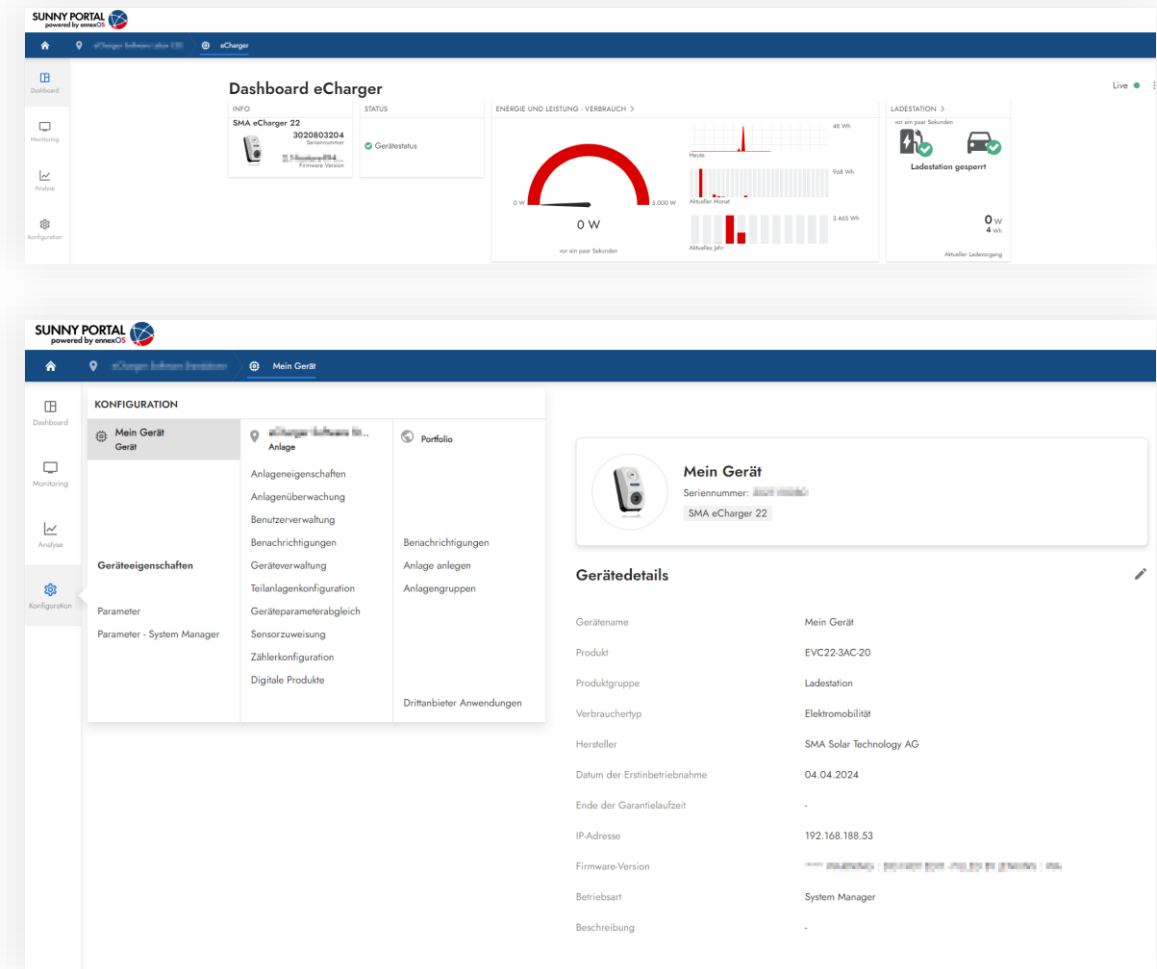 SUNNY PORTAL
powered by ennexOS
eCharger
Dashboard
Monitoring
Analyse
Konfiguration
Dashboard eCharger
Live
INFO
SMA eCharger 22
3020803204
Seriennummer
Firmware Version
STATUS
Gerätestatus
ENERGIE UND LEISTUNG - VERBRAUCH >
0 W
5.000 W
0 W
vor ein paar Sekunden
48 Wh
Heute
968 Wh
Aktueller Monat
3.465 Wh
Aktuelles Jahr
LADESTATION >
vor ein paar Sekunden
Ladestation gesperrt
0 W
4 Wh
Aktueller Ladevorgang
SUNNY PORTAL
powered by ennexOS
Mein Gerät
Dashboard
Monitoring
Analyse
Konfiguration
KONFIGURATION
Mein Gerät
Gerät
Geräteeigenschaften
Parameter
Parameter - System Manager
Anlage
Anlageneigenschaften
Anlagenüberwachung
Benutzerverwaltung
Benachrichtigungen
Geräteverwaltung
Teilanlagenkonfiguration
Geräteparameterabgleich
Sensorzuweisung
Zählerkonfiguration
Digitale Produkte
Portfolio
Benachrichtigungen
Anlage anlegen
Anlagengruppen
Drittanbieter Anwendungen
Mein Gerät
Seriennummer:
SMA eCharger 22
Gerätedetails
Gerätename Mein Gerät
Produkt EVC22-3AC-20
Produktgruppe Ladestation
Verbrauchertyp Elektromobilität
Hersteller SMA Solar Technology AG
Datum der Erstinbetriebnahme 04.04.2024
Ende der Garantielaufzeit -
IP-Adresse 192.168.188.53
Firmware-Version
Betriebsart System Manager
Beschreibung -